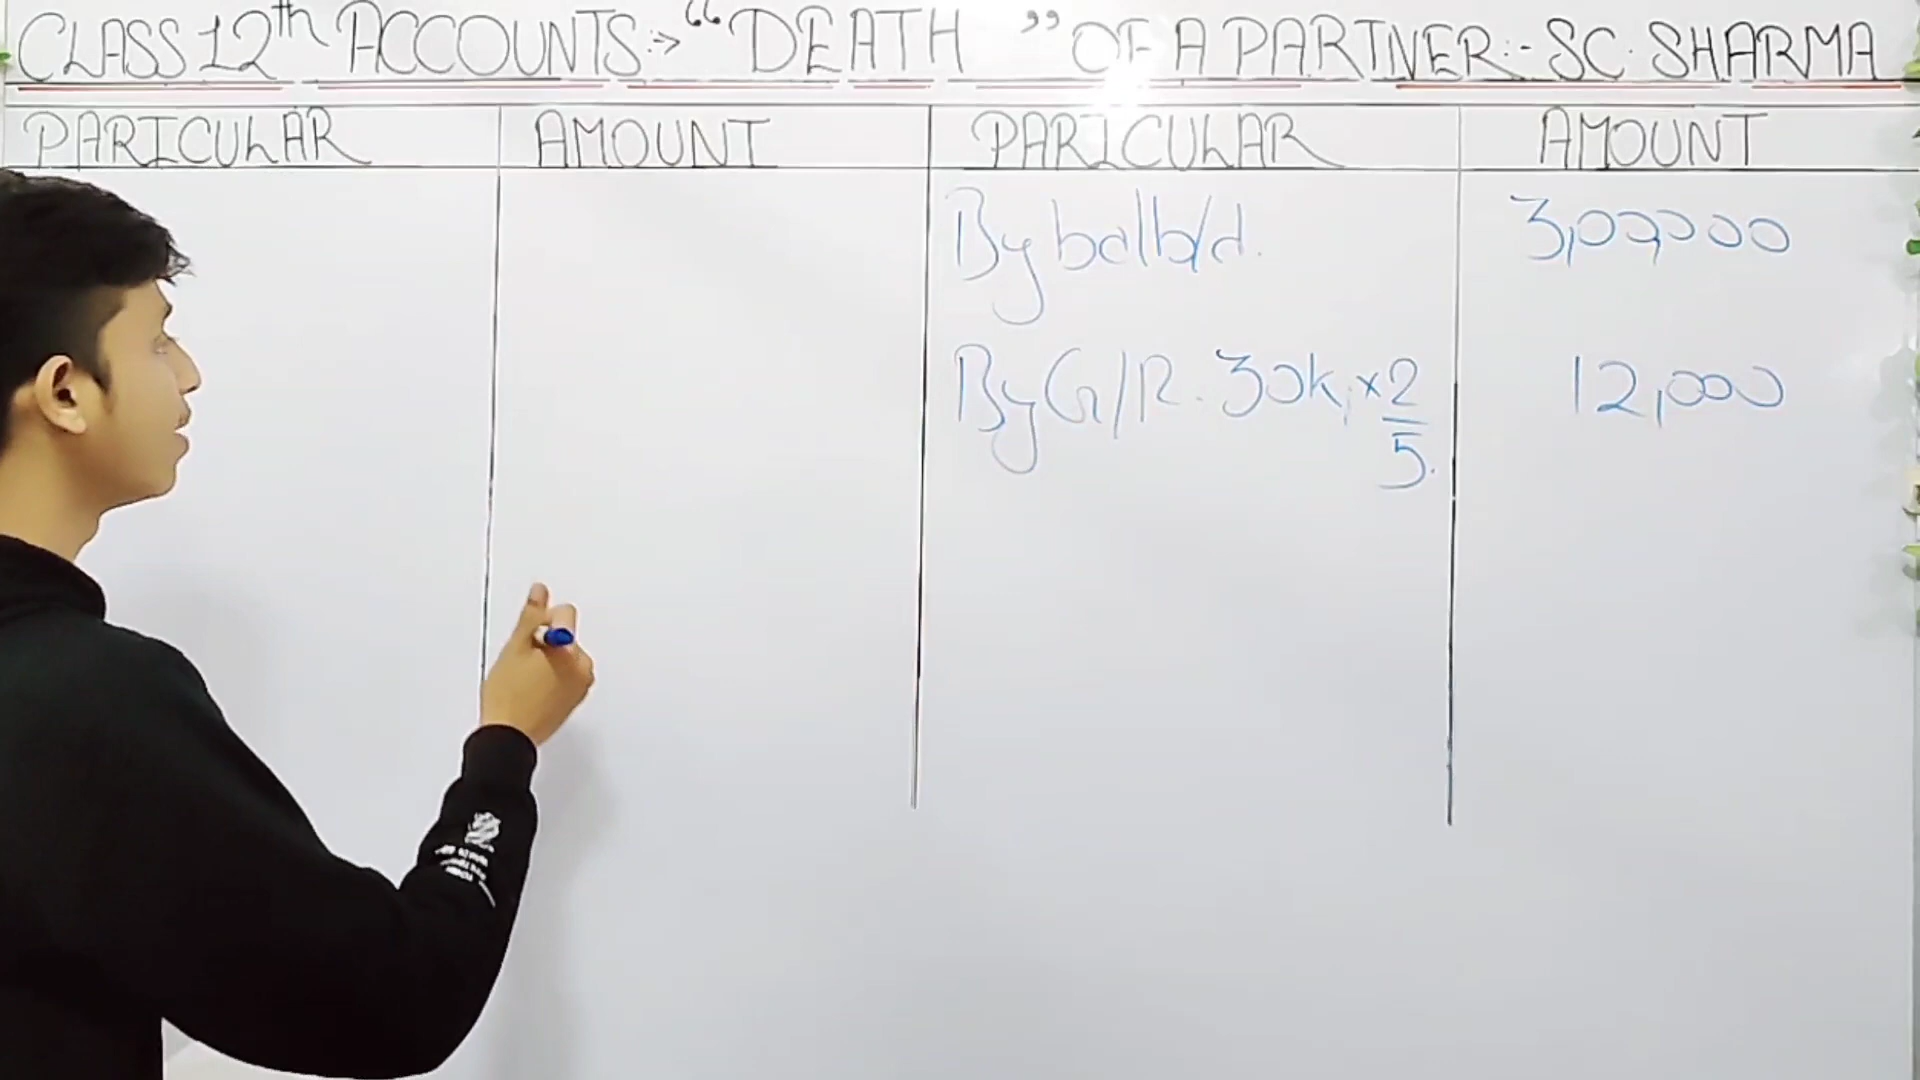 CLASS 12th ACCOUNTS:→ "DEATH" OF A PARTNER:- SC. SHARMA
PARICULAR AMOUNT PARICULAR AMOUNT
By bal b/d. 3,00,000
By G/R. 30k, × 2/5. 12,000